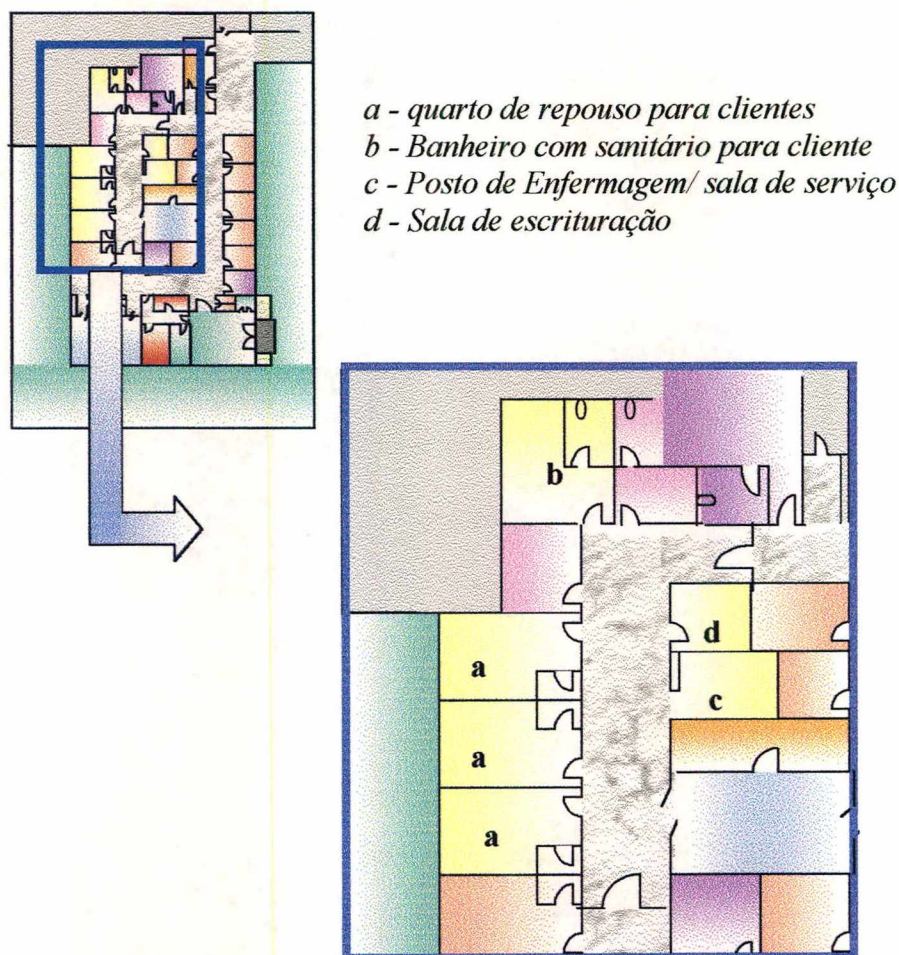 a - quarto de repouso para clientes
b - Banheiro com sanitário para cliente
c - Posto de Enfermagem/ sala de serviço
d - Sala de escrituração
b
d
a
c
a
a